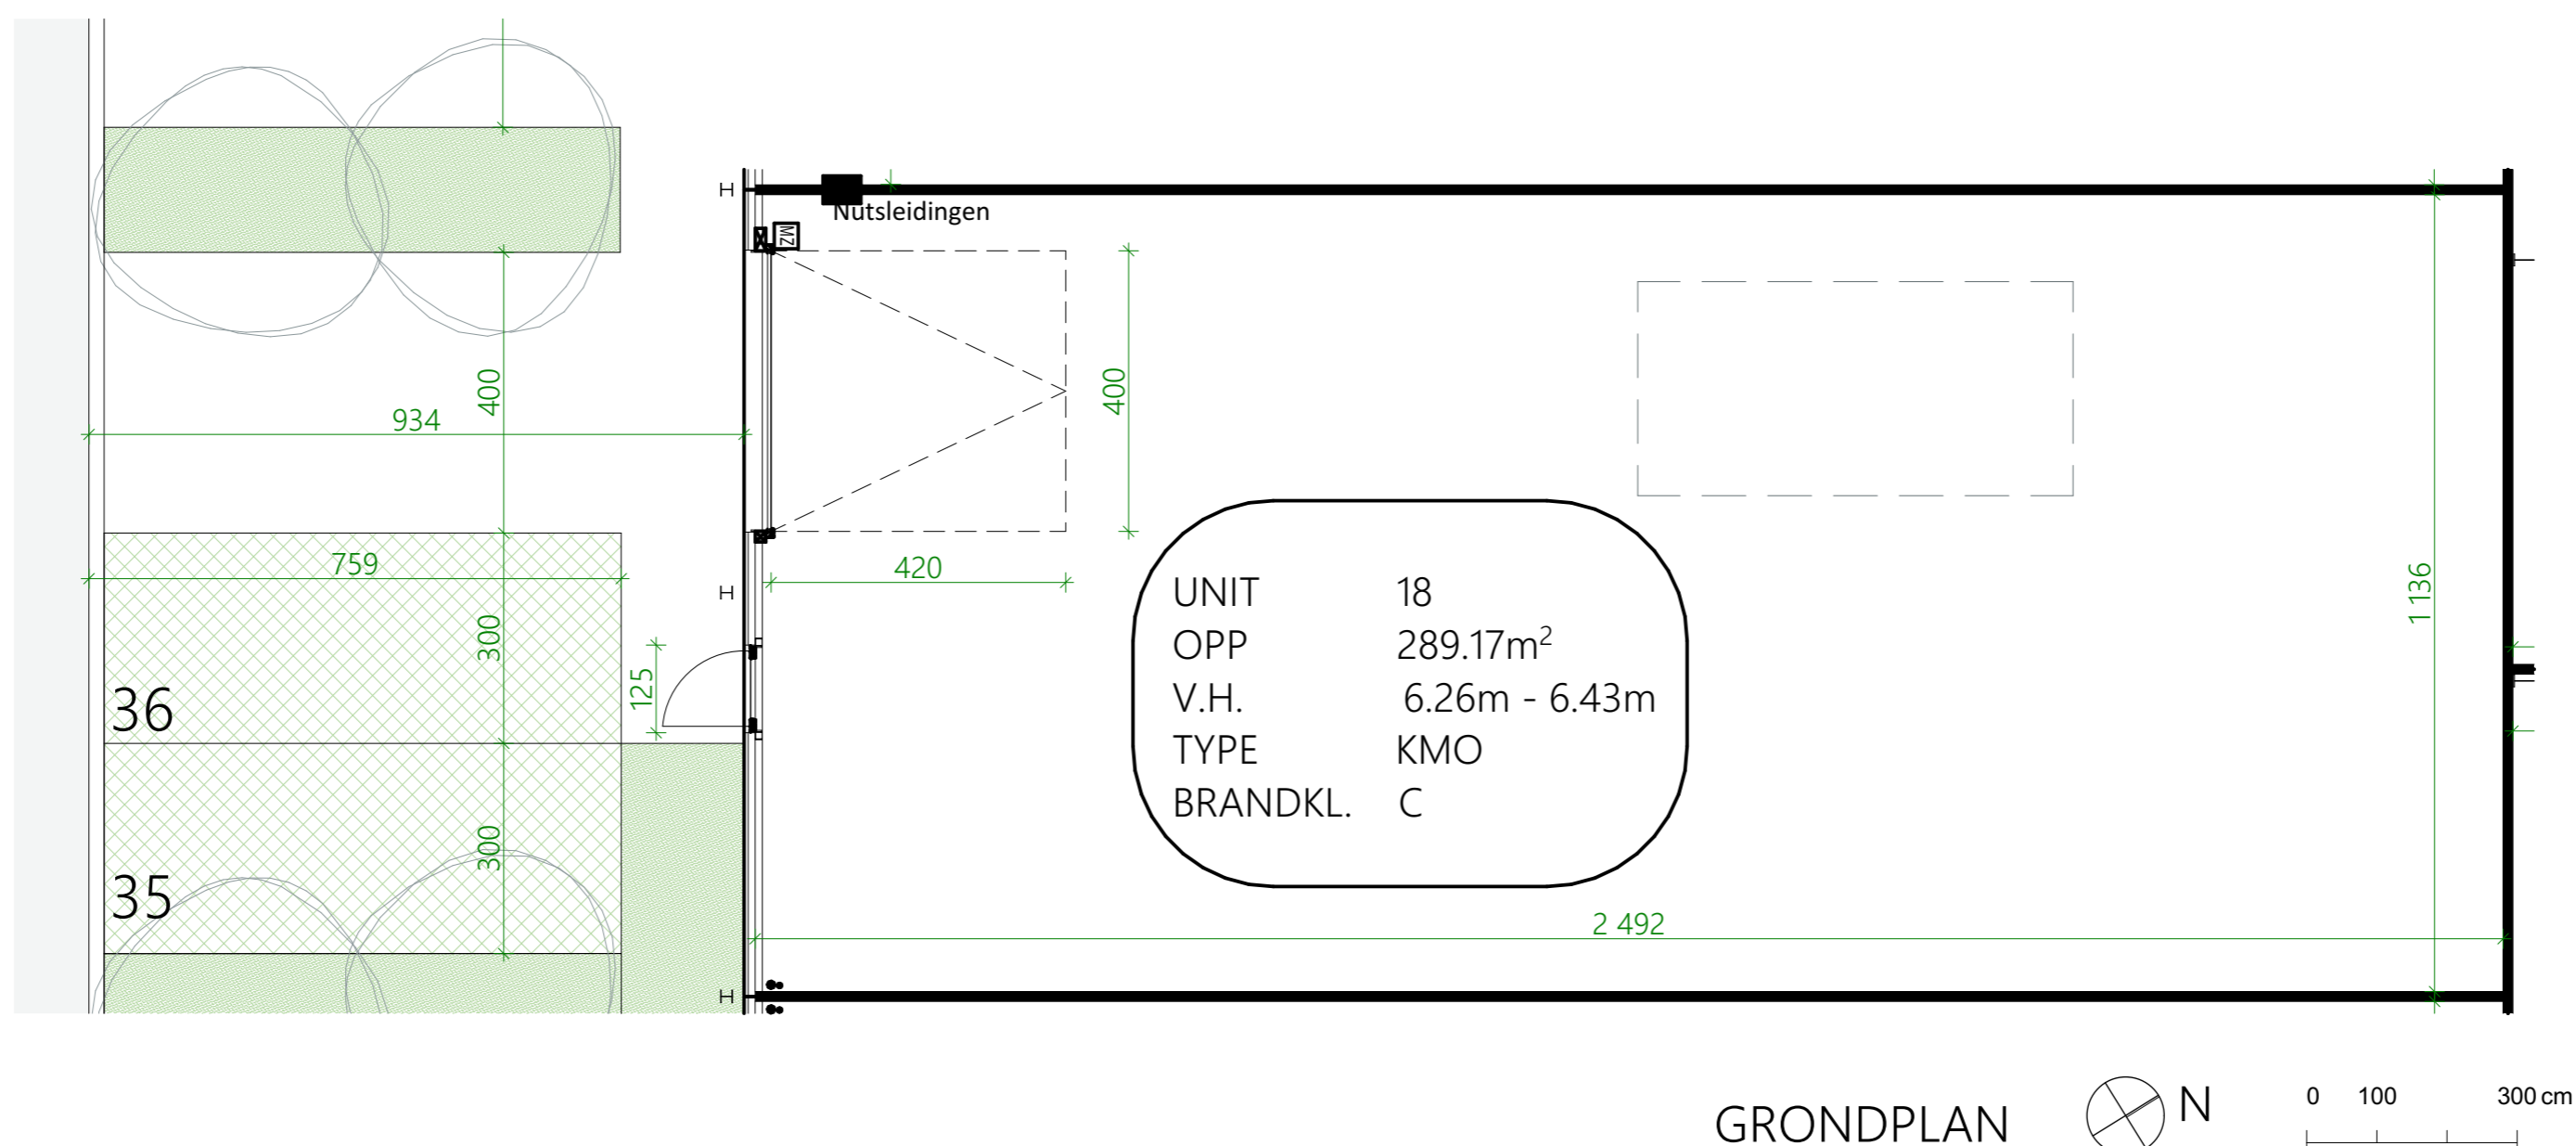 H
Nutsleidingen
MZ
400
934
400
759
420
H
300
125
36
UNIT 18
OPP 289.17m²
V.H. 6.26m - 6.43m
TYPE KMO
BRANDKL. C
1 136
300
35
2 492
H
GRONDPLAN
N
0 100 300 cm